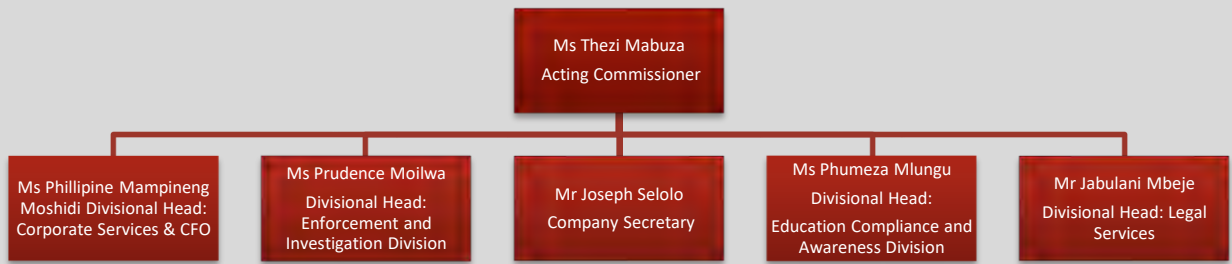 Ms Thezi Mabuza
Acting Commissioner
Ms Phillipine Mampineng
Moshidi Divisional Head:
Corporate Services & CFO
Ms Prudence Moilwa
Divisional Head:
Enforcement and
Investigation Division
Mr Joseph Selolo
Company Secretary
Ms Phumeza Mlungu
Divisional Head:
Education Compliance and
Awareness Division
Mr Jabulani Mbeje
Divisional Head: Legal
Services